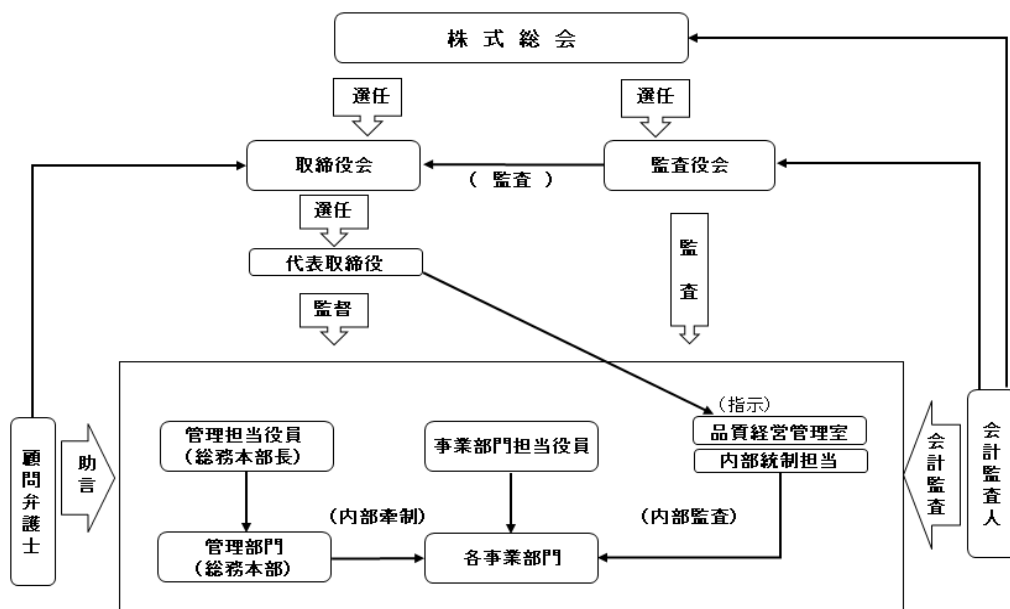 株 式 総 会
選任
選任
取締役会
（ 監査 ）
監査役会
選任
代表取締役
監査
監督
（指示）
品質経営管理室
内部統制担当
管理担当役員
（総務本部長）
事業部門担当役員
顧問弁護士
助言
会計監査
会計監査人
（内部牽制）
（内部監査）
管理部門
（総務本部）
各事業部門